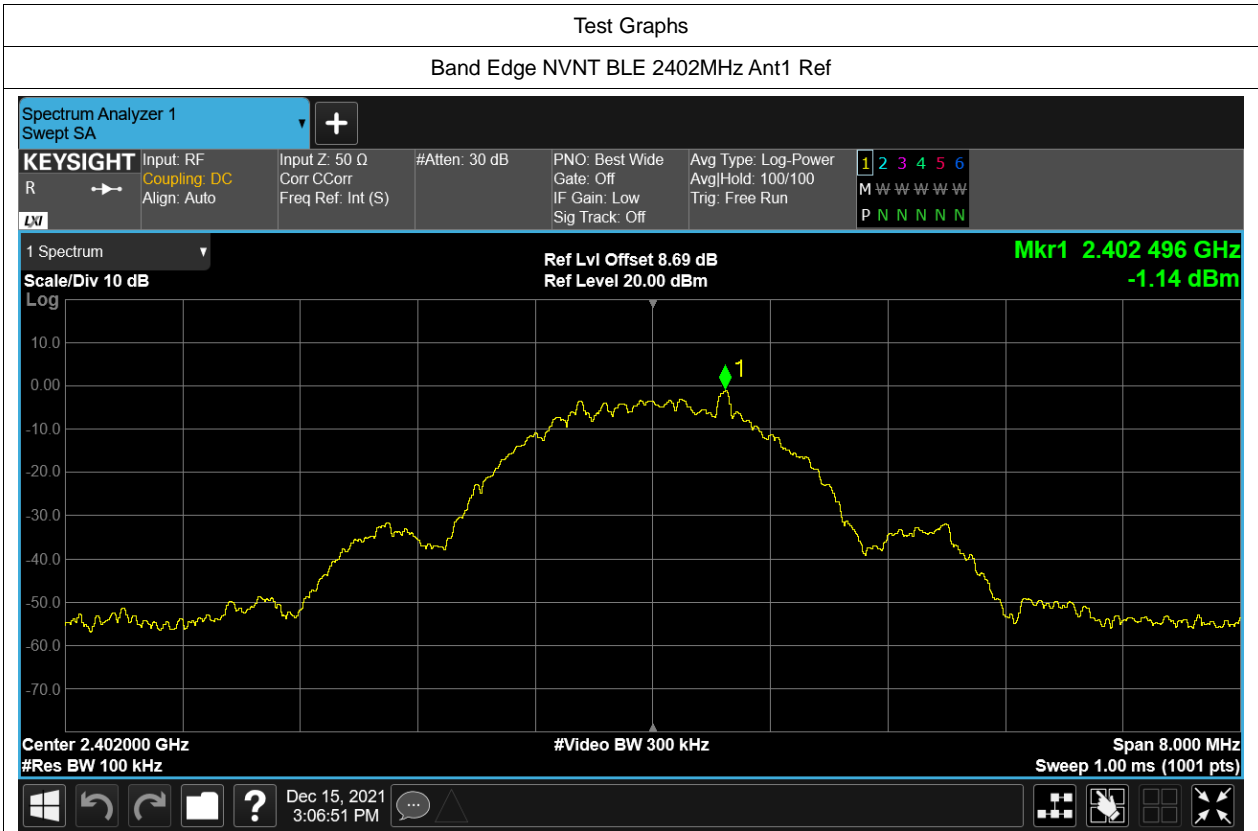 Test Graphs
Band Edge NVNT BLE 2402MHz Ant1 Ref
Spectrum Analyzer 1
Swept SA
KEYSIGHT
R
LXI
Input: RF
Coupling: DC
Align: Auto
Input Z: 50 Ω
Corr CCorr
Freq Ref: Int (S)
#Atten: 30 dB
PNO: Best Wide
Gate: Off
IF Gain: Low
Sig Track: Off
Avg Type: Log-Power
Avg|Hold: 100/100
Trig: Free Run
1 2 3 4 5 6
M W W W W W
P N N N N N
1 Spectrum
Scale/Div 10 dB
Ref Lvl Offset 8.69 dB
Ref Level 20.00 dBm
Mkr1 2.402 496 GHz
-1.14 dBm
Log
10.0
0.00
-10.0
-20.0
-30.0
-40.0
-50.0
-60.0
-70.0
1
Center 2.402000 GHz
#Res BW 100 kHz
#Video BW 300 kHz
Span 8.000 MHz
Sweep 1.00 ms (1001 pts)
?
Dec 15, 2021
3:06:51 PM